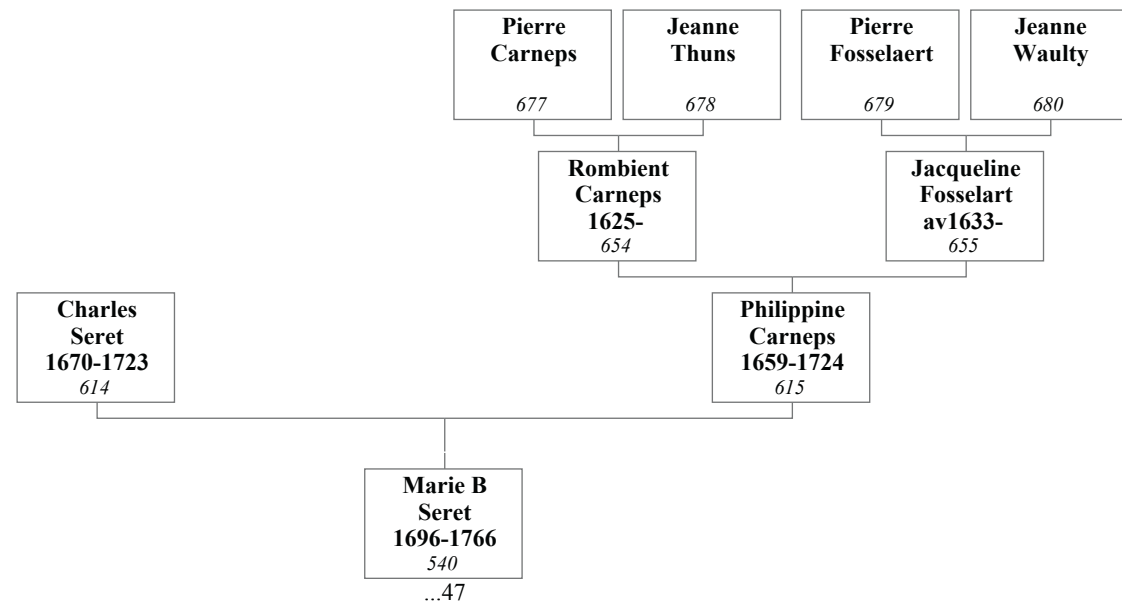 Pierre
Carneps
677
Jeanne
Thuns
678
Pierre
Fosselaert
679
Jeanne
Waulty
680
Rombient
Carneps
1625-
654
Jacqueline
Fosselart
av1633-
655
Charles
Seret
1670-1723
614
Philippine
Carneps
1659-1724
615
Marie B
Seret
1696-1766
540
...47